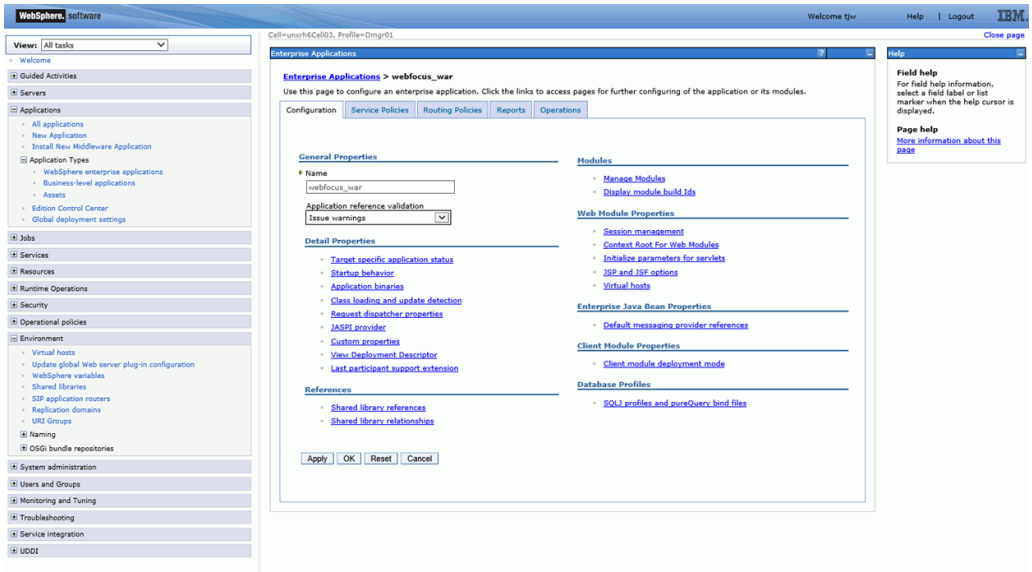 WebSphere. software
Welcome tjw
Help | Logout
IBM.
View: All tasks
Welcome
Guided Activities
Servers
Applications
All applications
New Application
Install New Middleware Application
Application Types
WebSphere enterprise applications
Business-level applications
Assets
Edition Control Center
Global deployment settings
Jobs
Services
Resources
Runtime Operations
Security
Operational policies
Environment
Virtual hosts
Update global Web server plug-in configuration
WebSphere variables
Shared libraries
SIP application routers
Replication domains
URI Groups
Naming
OSGi bundle repositories
System administration
Users and Groups
Monitoring and Tuning
Troubleshooting
Service integration
UDDI
Cell=unxrh6Cell03, Profile=Dmgr01
Close page
Enterprise Applications
?
Enterprise Applications > webfocus_war
Use this page to configure an enterprise application. Click the links to access pages for further configuring of the application or its modules.
Configuration
Service Policies
Routing Policies
Reports
Operations
General Properties
Name
webfocus_war
Application reference validation
Issue warnings
Detail Properties
Target specific application status
Startup behavior
Application binaries
Class loading and update detection
Request dispatcher properties
JASPI provider
Custom properties
View Deployment Descriptor
Last participant support extension
References
Shared library references
Shared library relationships
Modules
Manage Modules
Display module build Ids
Web Module Properties
Session management
Context Root For Web Modules
Initialize parameters for servlets
JSP and JSF options
Virtual hosts
Enterprise Java Bean Properties
Default messaging provider references
Client Module Properties
Client module deployment mode
Database Profiles
SQLJ profiles and pureQuery bind files
Apply
OK
Reset
Cancel
Help
Field help
For field help information,
select a field label or list
marker when the help cursor is
displayed.
Page help
More information about this
page